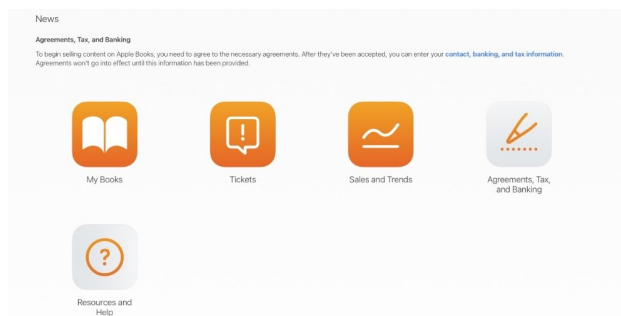 News
Agreements, Tax, and Banking
To begin selling content on Apple Books, you need to agree to the necessary agreements. After they've been accepted, you can enter your contact, banking, and tax information.
Agreements won't go into effect until this information has been provided.
My Books
Tickets
Sales and Trends
Agreements, Tax,
and Banking
Resources and
Help